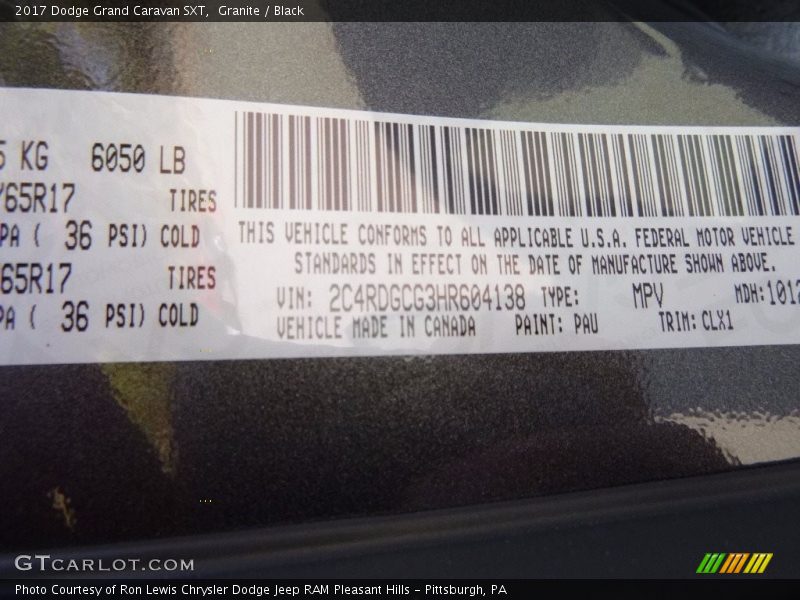 2017 Dodge Grand Caravan SXT, Granite / Black
5 KG 6050 LB
/65R17 TIRES
PA ( 36 PSI) COLD
65R17 TIRES
PA ( 36 PSI) COLD
THIS VEHICLE CONFORMS TO ALL APPLICABLE U.S.A. FEDERAL MOTOR VEHICLE
STANDARDS IN EFFECT ON THE DATE OF MANUFACTURE SHOWN ABOVE.
VIN: 2C4RDGCG3HR604138 TYPE: MPV MDH: 1012
VEHICLE MADE IN CANADA PAINT: PAU TRIM: CLX1
GTCARLOT.COM
Photo Courtesy of Ron Lewis Chrysler Dodge Jeep RAM Pleasant Hills - Pittsburgh, PA